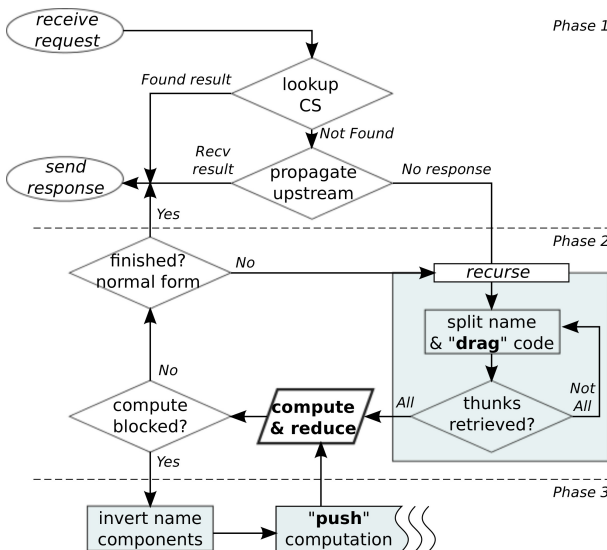 receive
request
Phase 1
Found result
lookup
CS
Not Found
send
response
Recv
result
propagate
upstream
No response
Yes
Phase 2
finished?
normal form
No
recurse
split name
& "drag" code
No
Not
All
compute
blocked?
compute
& reduce
All
thunks
retrieved?
Yes
Phase 3
invert name
components
"push"
computation